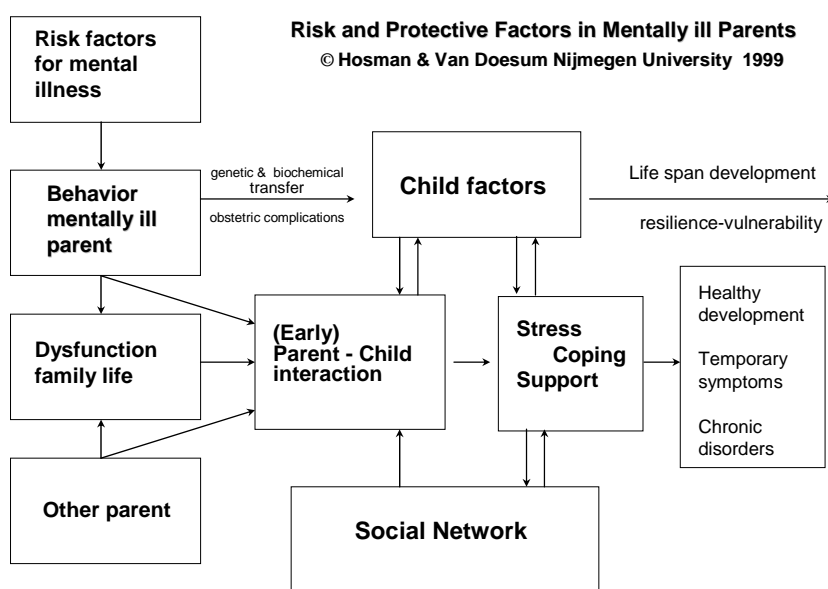 Risk factors
for mental
illness
Risk and Protective Factors in Mentally ill Parents
© Hosman & Van Doesum Nijmegen University 1999
Behavior
mentally ill
parent
genetic & biochemical
transfer
obstetric complications
Child factors
Life span development
resilience-vulnerability
Dysfunction
family life
(Early)
Parent - Child
interaction
Stress
Coping
Support
Healthy
development
Temporary
symptoms
Chronic
disorders
Other parent
Social Network